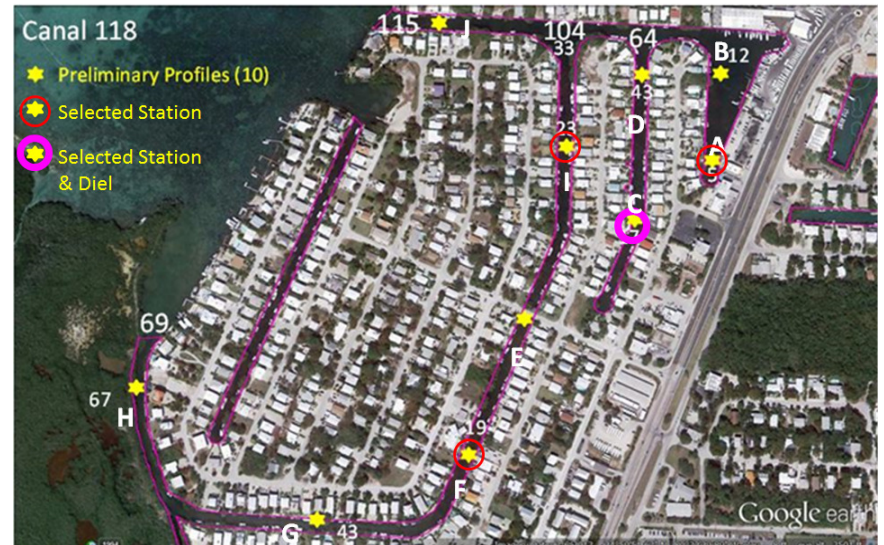 Canal 118
Preliminary Profiles (10)
Selected Station
Selected Station
& Diel
115
J
104
33
64
43
B
12
D
23
A
I
C
E
69
67
H
19
F
G
43
Google earth
1994